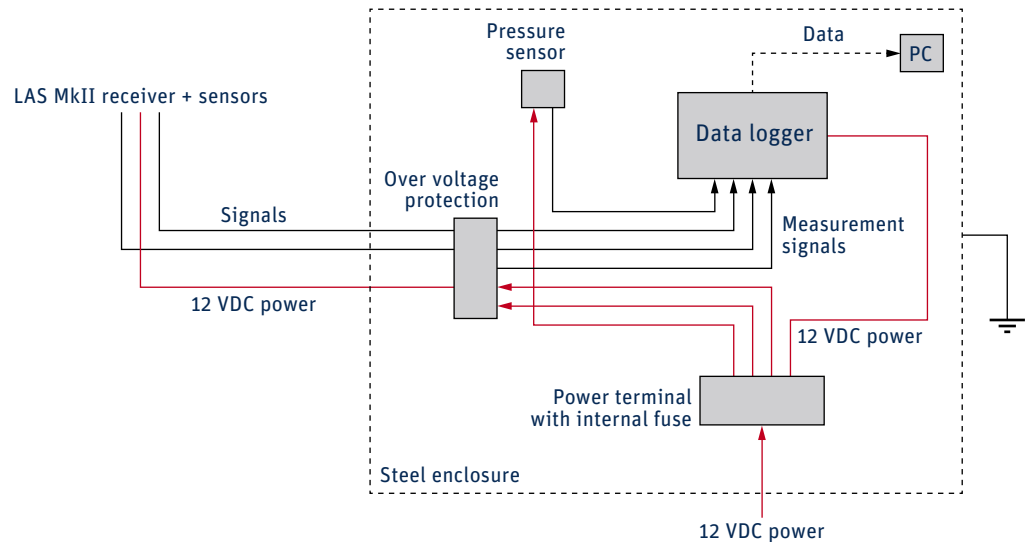 Pressure
sensor
Data
PC
LAS MkII receiver + sensors
Data logger
Over voltage
protection
Signals
Measurement
signals
12 VDC power
12 VDC power
Power terminal
with internal fuse
Steel enclosure
12 VDC power